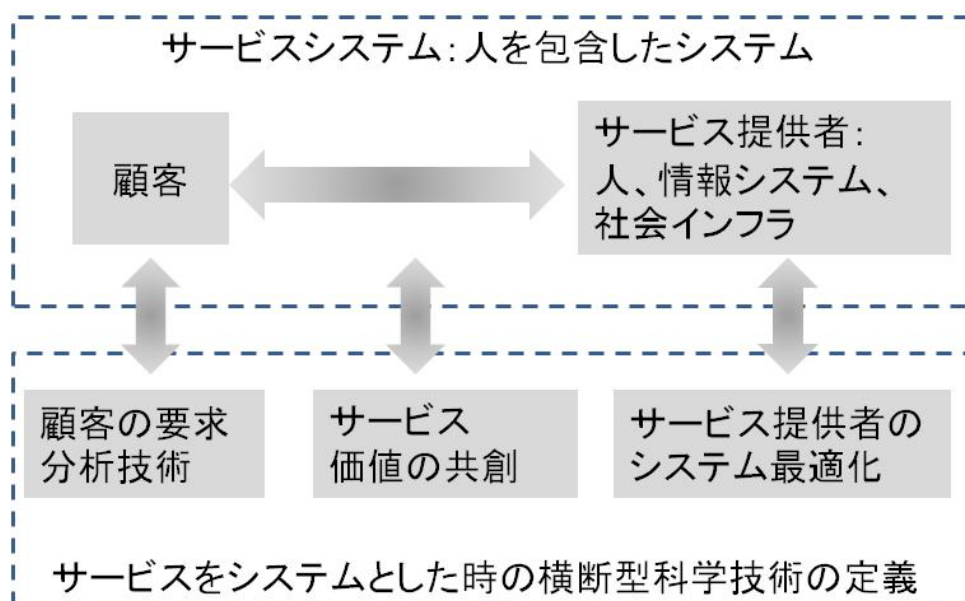 サービスシステム：人を包含したシステム
顧客
サービス提供者：
人、情報システム、
社会インフラ
顧客の要求
分析技術
サービス
価値の共創
サービス提供者の
システム最適化
サービスをシステムとした時の横断型科学技術の定義